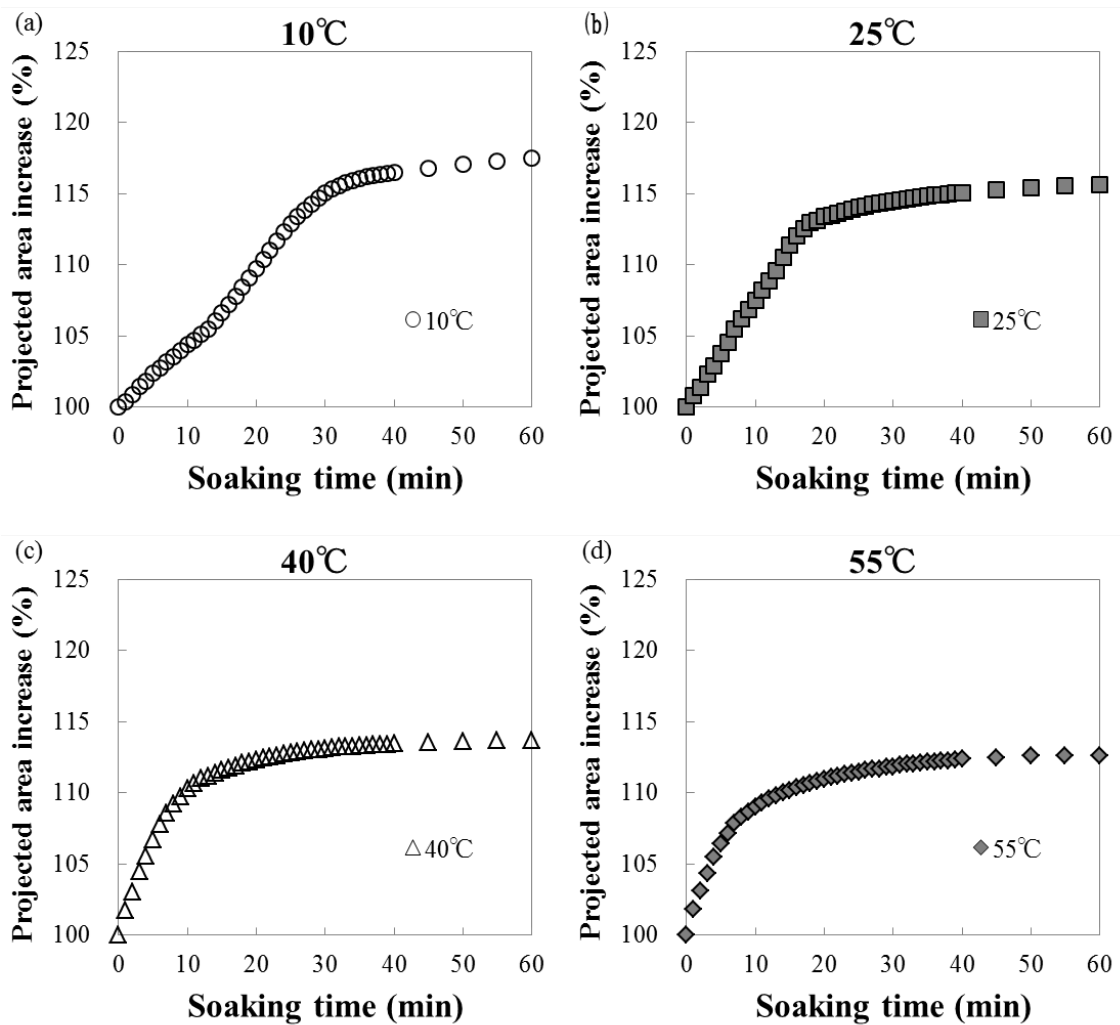 (a)
10℃
Projected area increase (%)
125
120
115
110
105
100
0 10 20 30 40 50 60
Soaking time (min)
10℃
(b)
25℃
Projected area increase (%)
125
120
115
110
105
100
0 10 20 30 40 50 60
Soaking time (min)
25℃
(c)
40℃
Projected area increase (%)
125
120
115
110
105
100
0 10 20 30 40 50 60
Soaking time (min)
40℃
(d)
55℃
Projected area increase (%)
125
120
115
110
105
100
0 10 20 30 40 50 60
Soaking time (min)
55℃